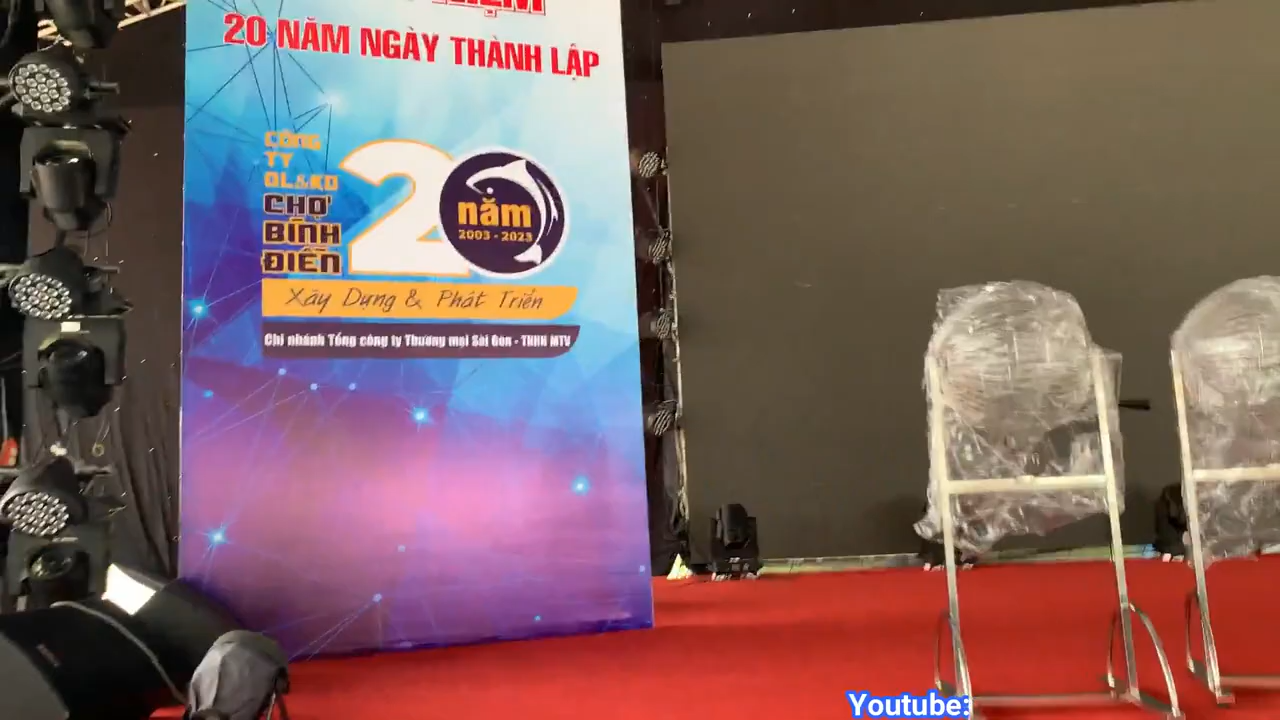 20 NĂM NGÀY THÀNH LẬP
CÔNG
TY
QL&KD
CHỢ
BÌNH
ĐIỀN
20
năm
2003 - 2023
Xây Dựng & Phát Triển
Chi nhánh Tổng công ty Thương mại Sài Gòn - TNHH MTV
Youtube: